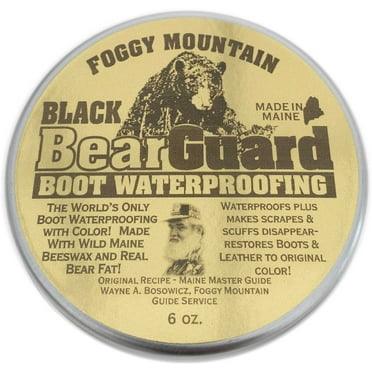 FOGGY MOUNTAIN
BLACK
MADE IN
MAINE
BearGuard
BOOT WATERPROOFING
THE WORLD'S ONLY
BOOT WATERPROOFING
WITH COLOR! MADE
WITH WILD MAINE
BEESWAX AND REAL
BEAR FAT!
WATERPROOFS PLUS
MAKES SCRAPES &
SCUFFS DISAPPEAR-
RESTORES BOOTS &
LEATHER TO ORIGINAL
COLOR!
ORIGINAL RECIPE - MAINE MASTER GUIDE
WAYNE A. BOSOWICZ, FOGGY MOUNTAIN
GUIDE SERVICE
6 oz.